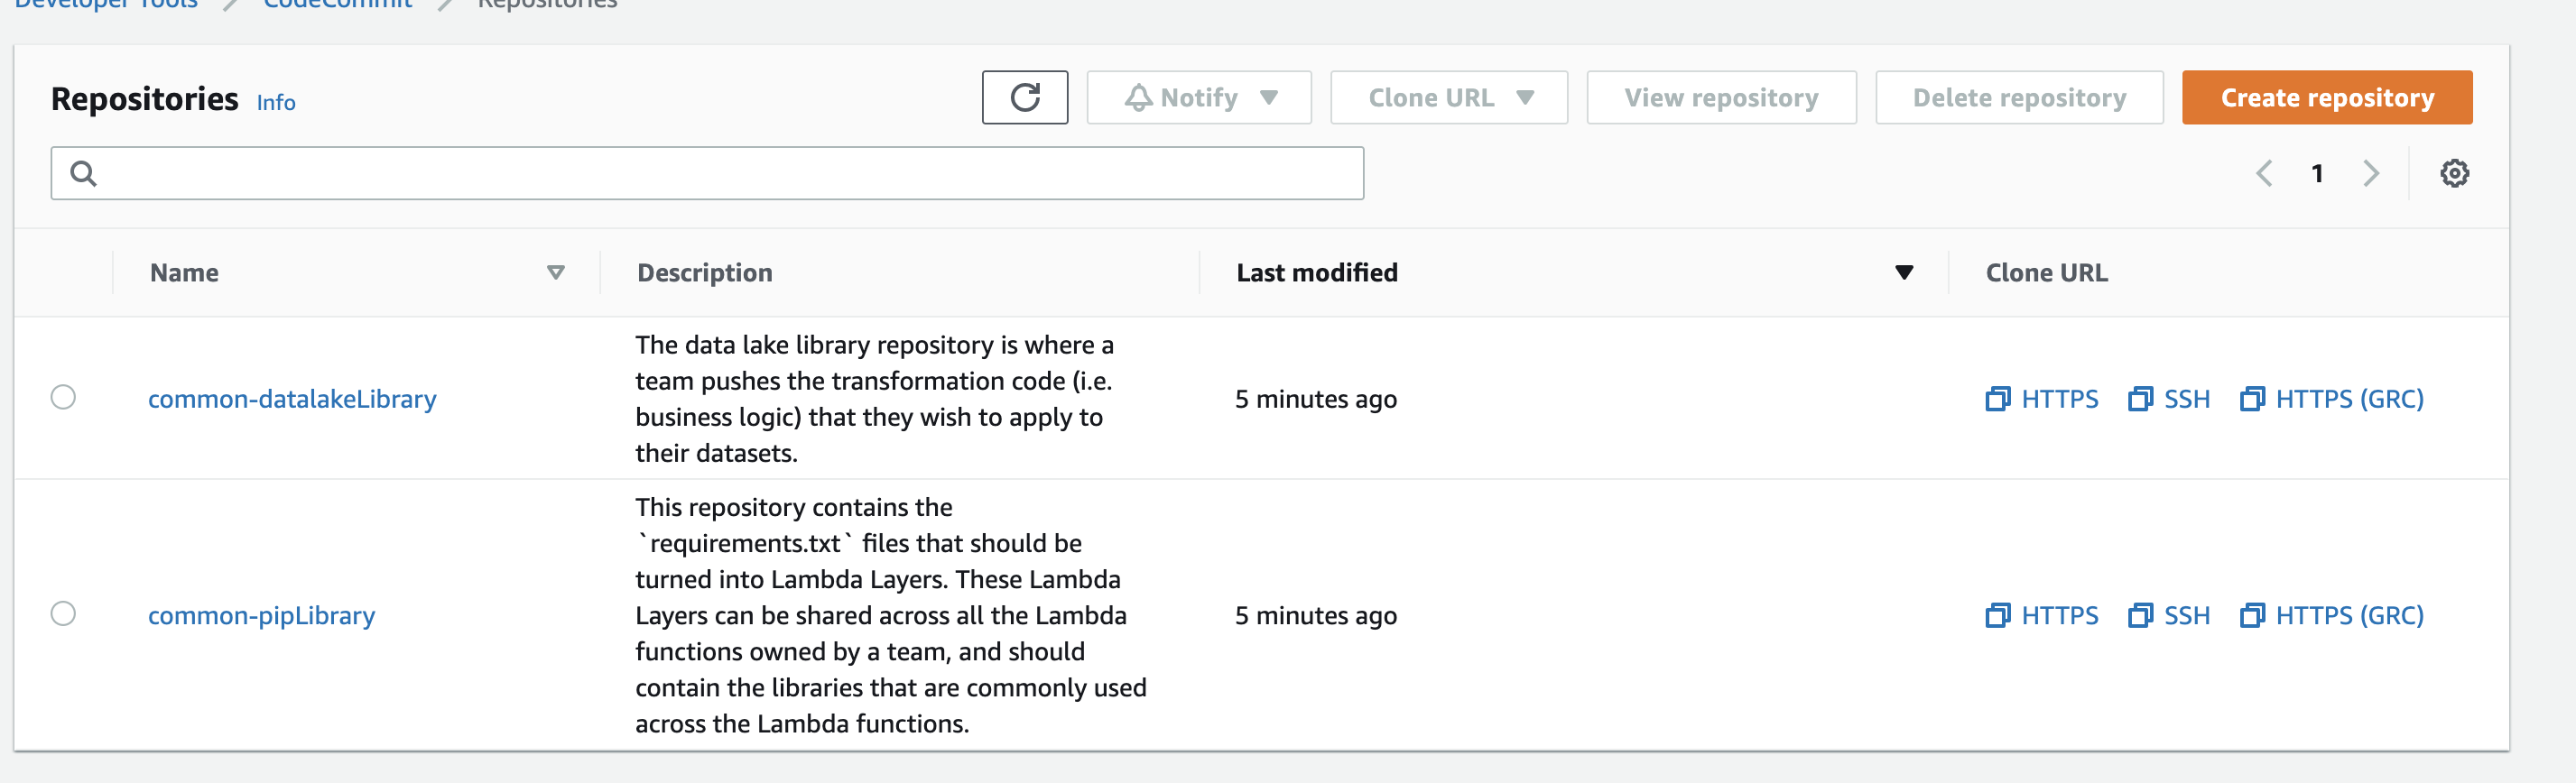 Developer Tools CodeCommit Repositories
Repositories Info
Notify Clone URL View repository Delete repository Create repository
1
Name Description Last modified Clone URL
The data lake library repository is where a
team pushes the transformation code (i.e.
business logic) that they wish to apply to
their datasets.
common-datalakeLibrary 5 minutes ago HTTPS SSH HTTPS (GRC)
This repository contains the
`requirements.txt` files that should be
turned into Lambda Layers. These Lambda
Layers can be shared across all the Lambda
functions owned by a team, and should
contain the libraries that are commonly used
across the Lambda functions.
common-pipLibrary 5 minutes ago HTTPS SSH HTTPS (GRC)